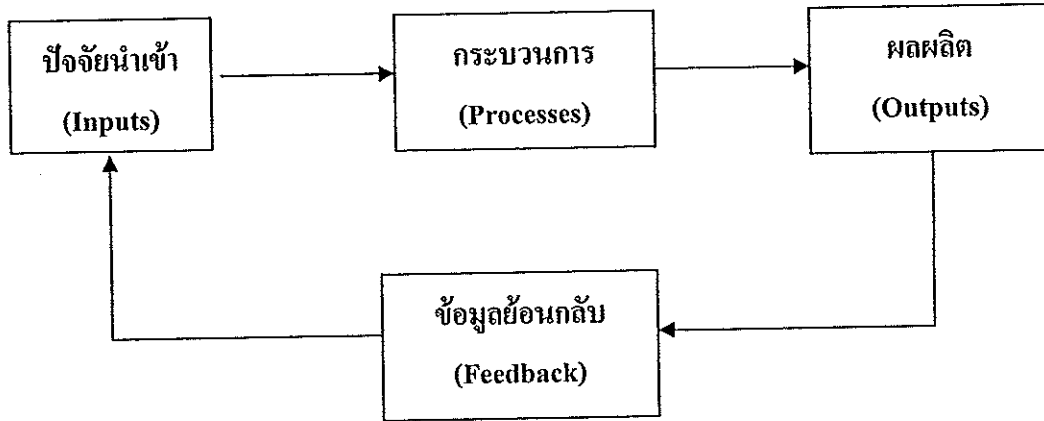 ปัจจัยนำเข้า
(Inputs)
กระบวนการ
(Processes)
ผลผลิต
(Outputs)
ข้อมูลย้อนกลับ
(Feedback)